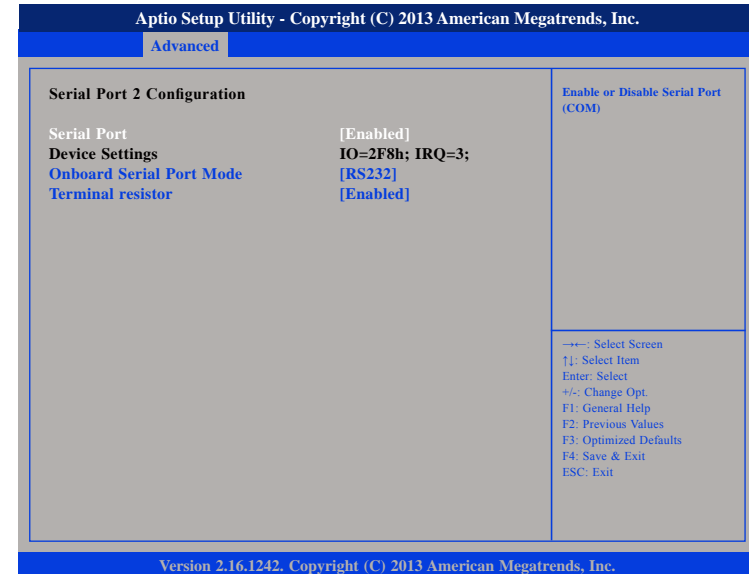 Aptio Setup Utility - Copyright (C) 2013 American Megatrends, Inc.
Advanced
Serial Port 2 Configuration
Serial Port [Enabled]
Device Settings IO=2F8h; IRQ=3;
Onboard Serial Port Mode [RS232]
Terminal resistor [Enabled]
Enable or Disable Serial Port
(COM)
→←: Select Screen
↑↓: Select Item
Enter: Select
+/-: Change Opt.
F1: General Help
F2: Previous Values
F3: Optimized Defaults
F4: Save & Exit
ESC: Exit
Version 2.16.1242. Copyright (C) 2013 American Megatrends, Inc.